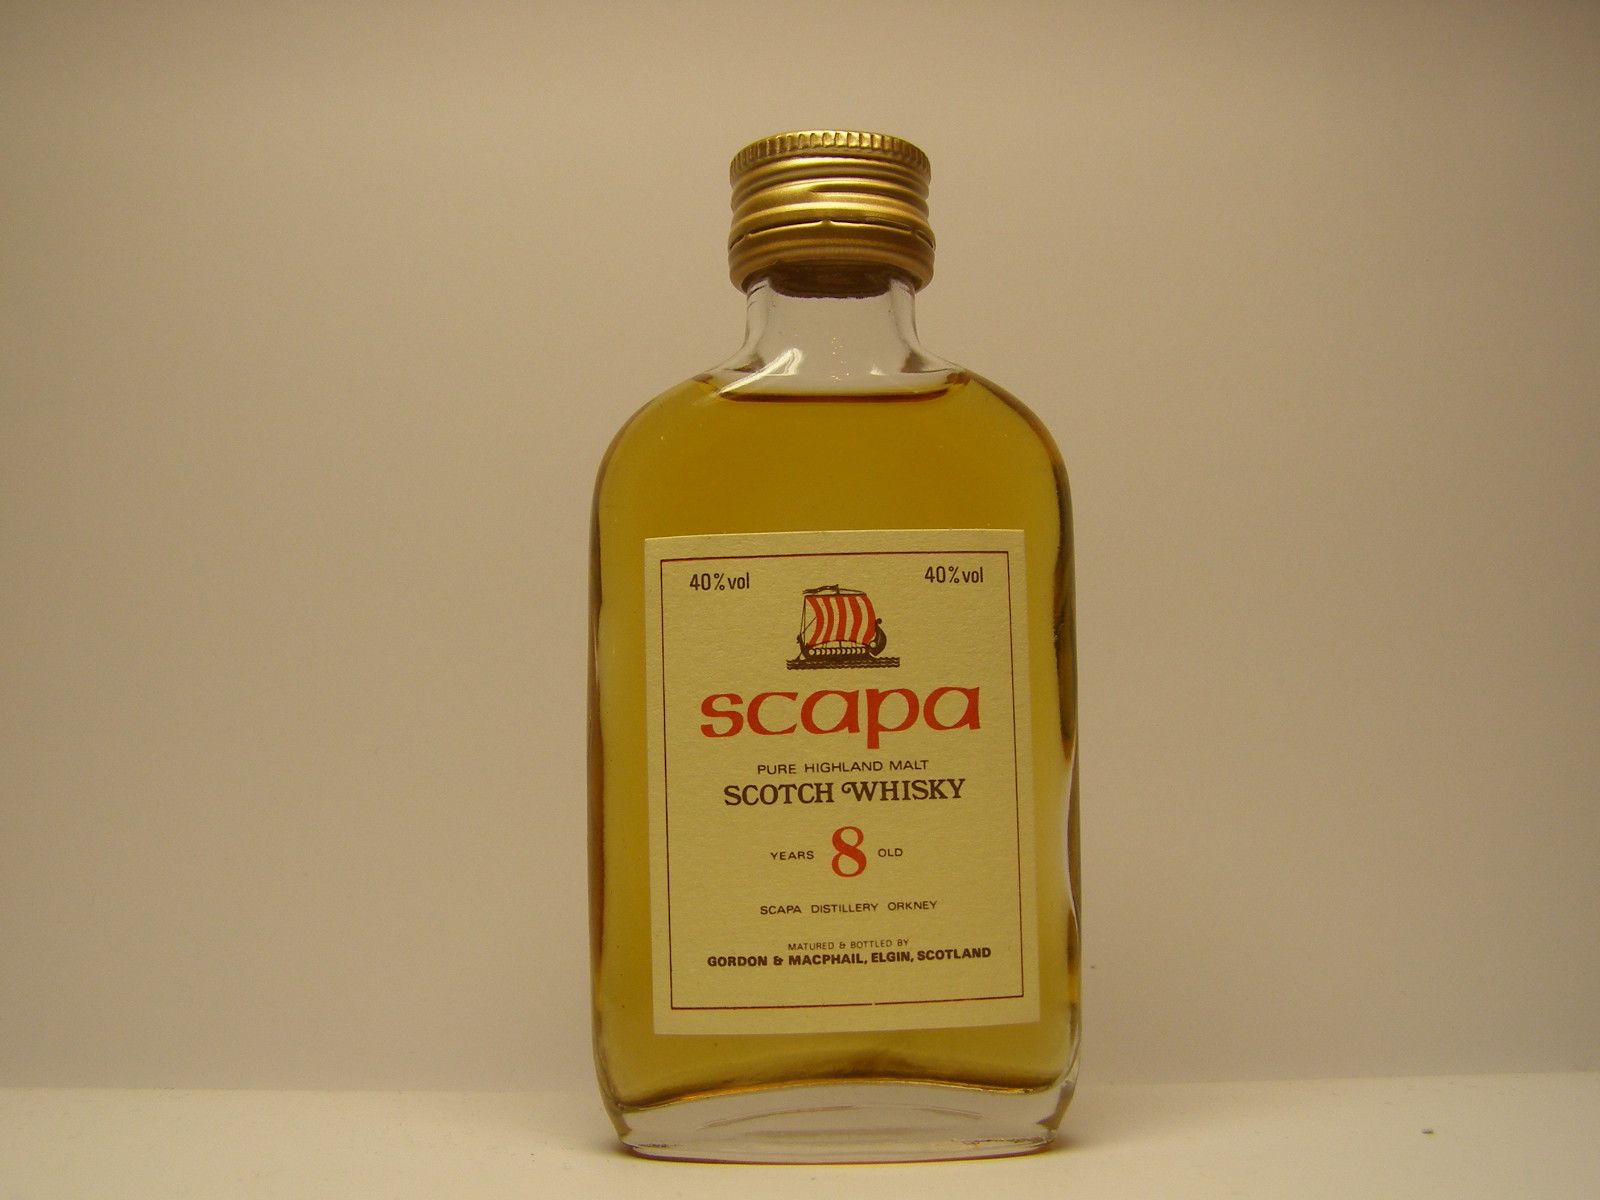 40%vol 40%vol
scapa
PURE HIGHLAND MALT
SCOTCH WHISKY
YEARS 8 OLD
SCAPA DISTILLERY ORKNEY
MATURED & BOTTLED BY
GORDON & MACPHAIL, ELGIN, SCOTLAND